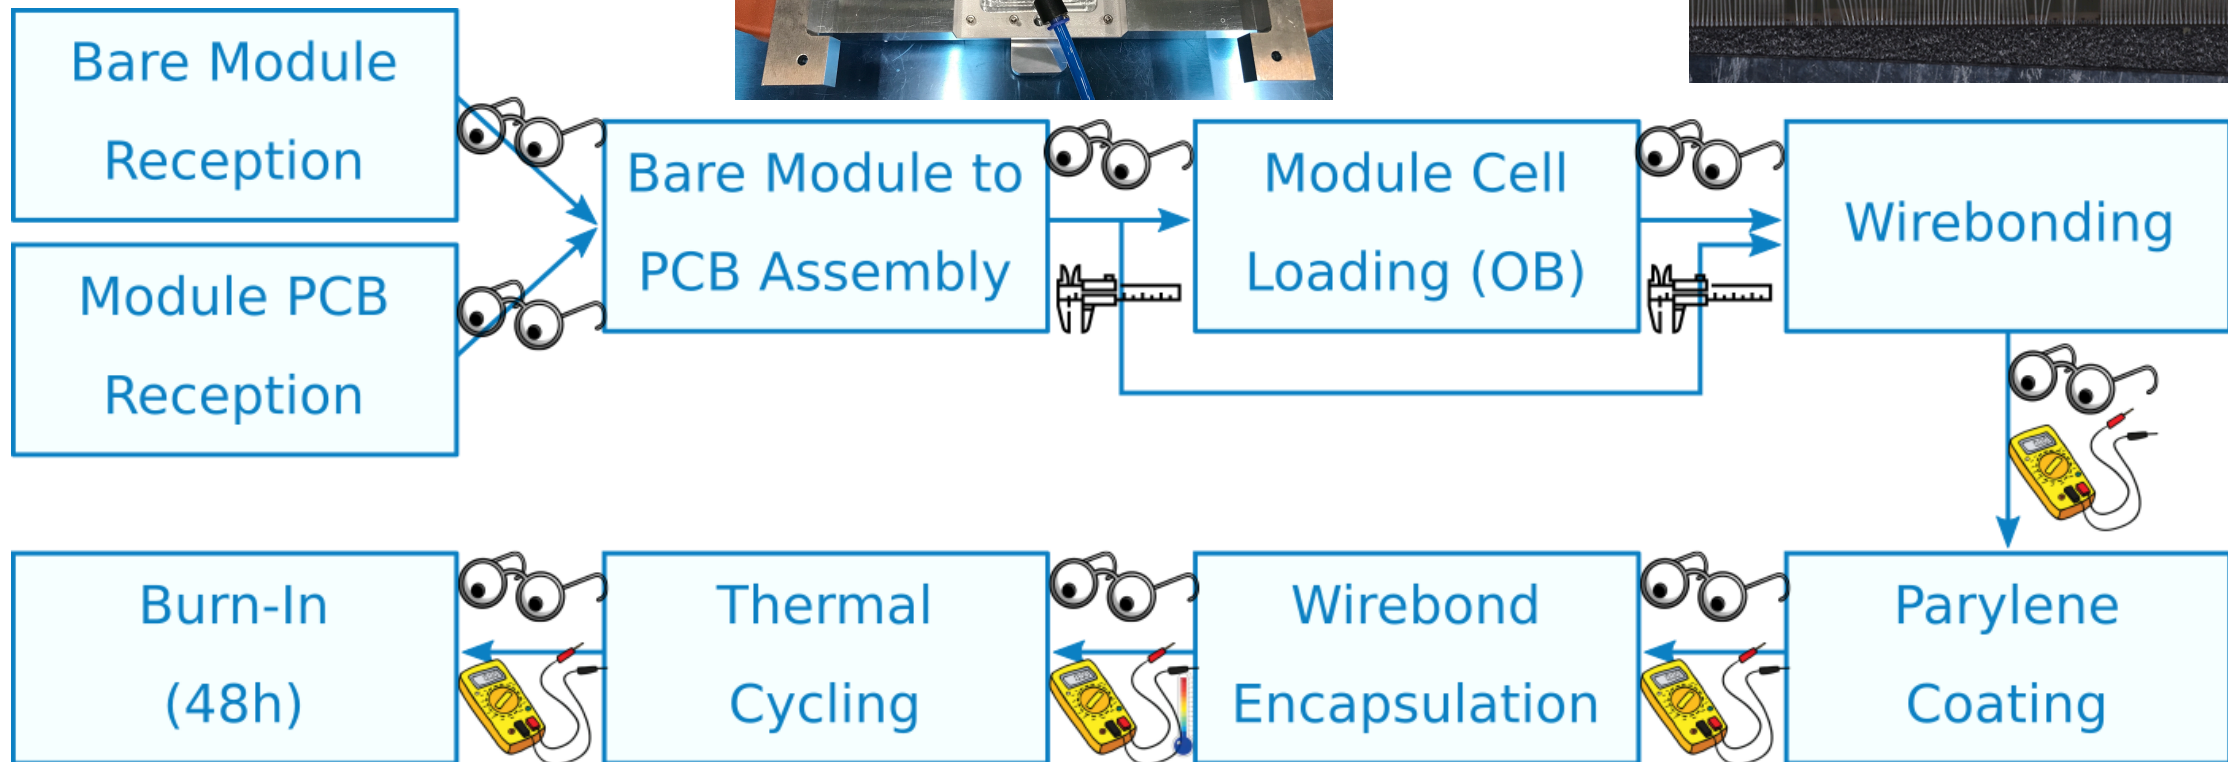 Bare Module
Reception
Module PCB
Reception
Bare Module to
PCB Assembly
Module Cell
Loading (OB)
Wirebonding
Burn-In
(48h)
Thermal
Cycling
Wirebond
Encapsulation
Parylene
Coating